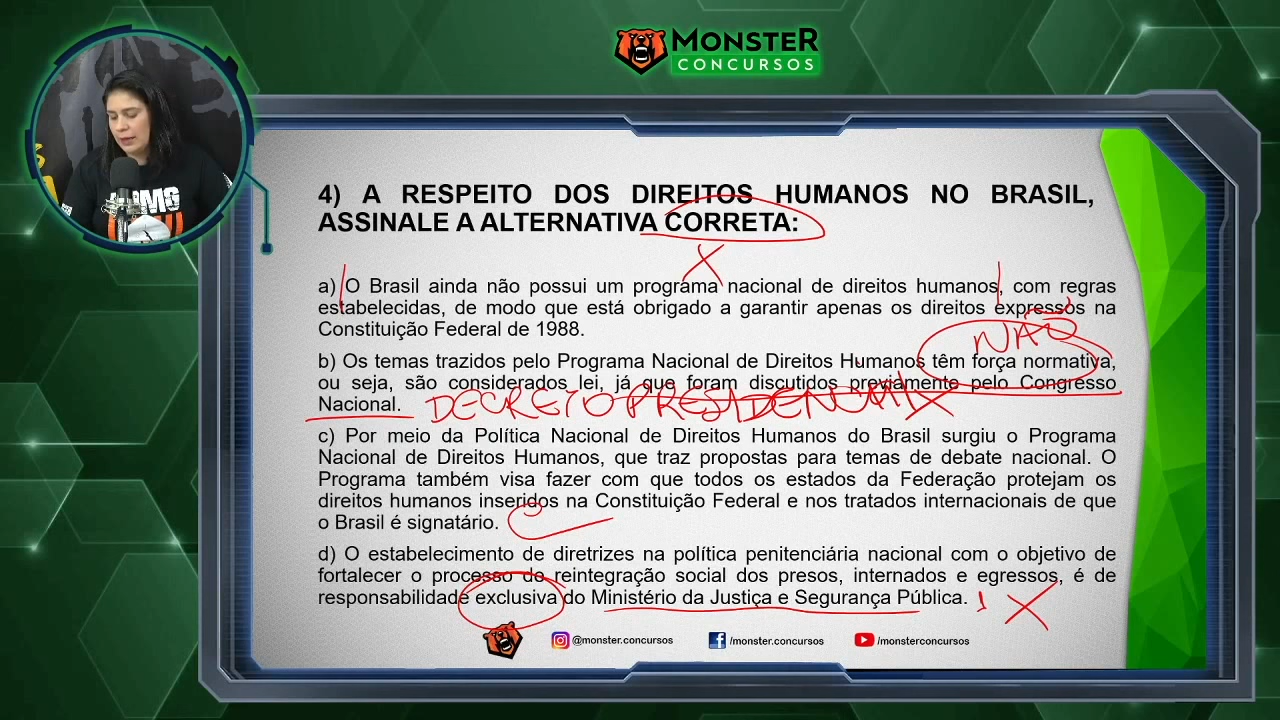 MONSTER
CONCURSOS
4) A RESPEITO DOS DIREITOS HUMANOS NO BRASIL,
ASSINALE A ALTERNATIVA CORRETA:
a) O Brasil ainda não possui um programa nacional de direitos humanos, com regras
estabelecidas, de modo que está obrigado a garantir apenas os direitos expressos na
Constituição Federal de 1988.
NÃO
b) Os temas trazidos pelo Programa Nacional de Direitos Humanos têm força normativa,
ou seja, são considerados lei, já que foram discutidos previamente pelo Congresso
Nacional. DECRETO PRESIDENCIAL
c) Por meio da Política Nacional de Direitos Humanos do Brasil surgiu o Programa
Nacional de Direitos Humanos, que traz propostas para temas de debate nacional. O
Programa também visa fazer com que todos os estados da Federação protejam os
direitos humanos inseridos na Constituição Federal e nos tratados internacionais de que
o Brasil é signatário.
d) O estabelecimento de diretrizes na política penitenciária nacional com o objetivo de
fortalecer o processo de reintegração social dos presos, internados e egressos, é de
responsabilidade exclusiva do Ministério da Justiça e Segurança Pública.
@monster.concursos /monster.concursos /monsterconcursos